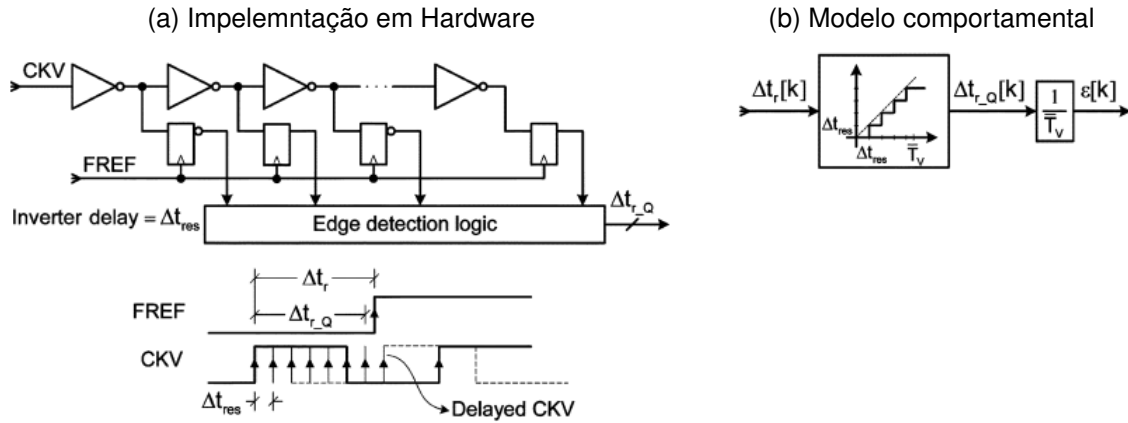 (a) Impelemntação em Hardware
CKV
FREF
Inverter delay = Δt_res
Edge detection logic
Δt_r_Q
Δt_r
FREF
Δt_r_Q
CKV
Δt_res
Delayed CKV
(b) Modelo comportamental
Δt_r[k]
Δt_res
Δt_res
T̿_v
Δt_r_Q[k]
1
T̿_v
ε[k]